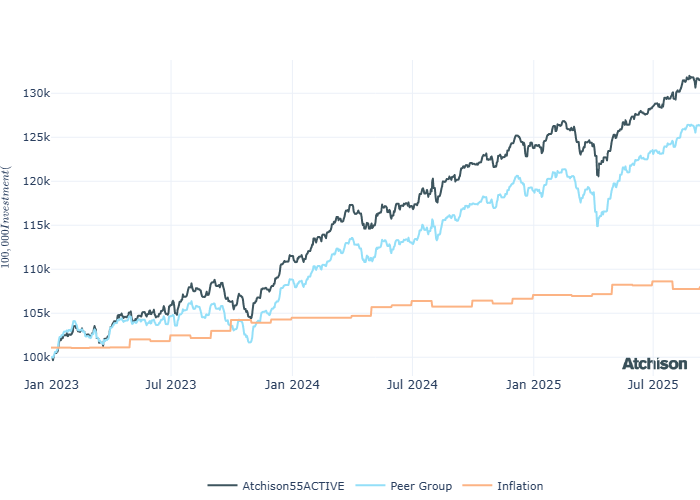 130k
125k
120k
115k
110k
105k
100k
100,000Investment(
Jan 2023
Jul 2023
Jan 2024
Jul 2024
Jan 2025
Jul 2025
Atchison
Atchison55ACTIVE
Peer Group
Inflation